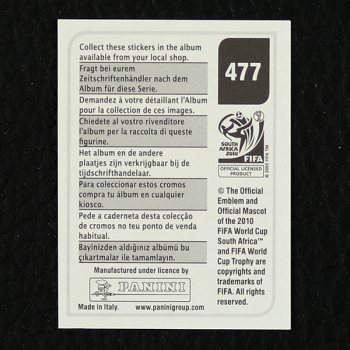 Collect these stickers in the album
available from your local shop.
Fragt bei eurem
Zeitschriftenhändler nach dem
Album für diese Serie.
Demandez à votre détaillant l'Album
pour la collection de ces images.
Chiedete al vostro rivenditore
l'album per la raccolta di queste
figurine.
Het album en de andere
plaatjes zijn verkrijgbaar bij de
tijdschrifthandelaar.
Para coleccionar estos cromos
compra tu álbum en cualquier
kiosco.
Pede a caderneta desta colecção
de cromos no teu ponto de venda
habitual.
Bayinizden aldığınız albümü bu
çıkartmalar ile tamamlayın.
Manufactured under licence by
PANINI
Made in Italy.
www.paninigroup.com
477
SOUTH AFRICA
2010
FIFA
OFFICIAL LICENSED
PRODUCT
© 2005 FIFA TM
© The Official
Emblem and
Official Mascot
of the 2010
FIFA World Cup
South Africa™
and FIFA World
Cup Trophy are
copyrights and
trademarks of
FIFA. All rights
reserved.